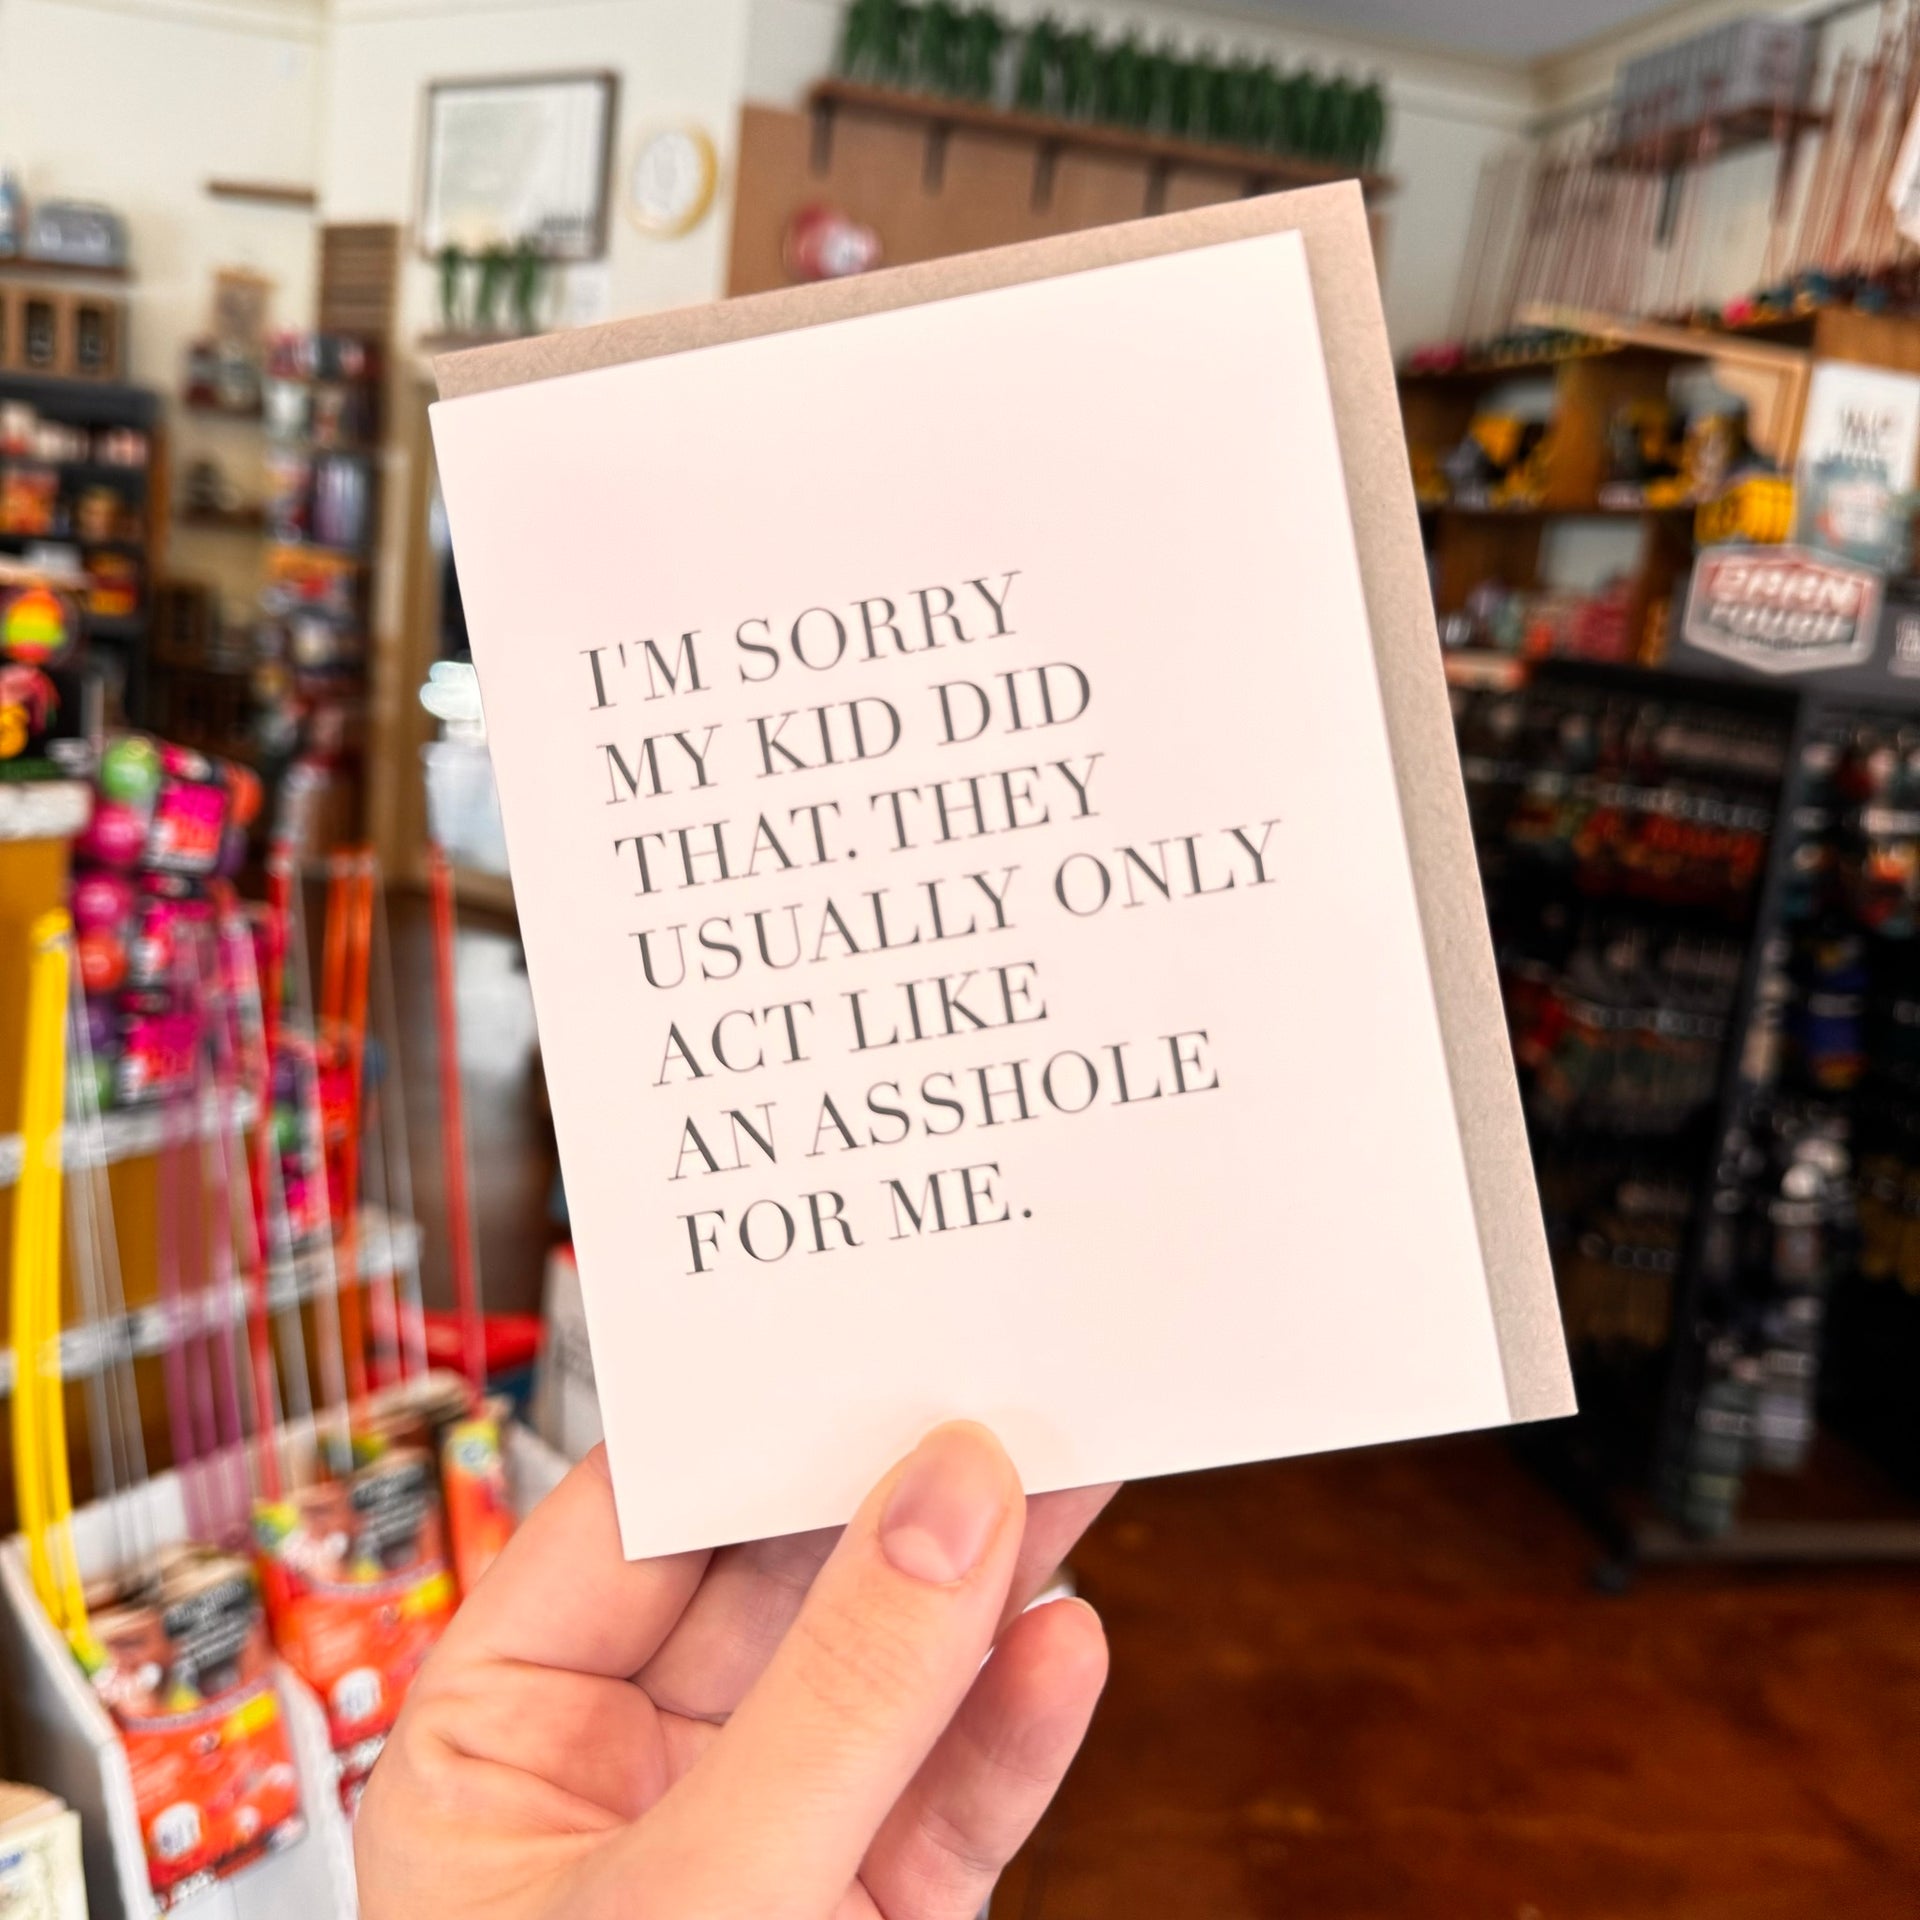 I'M SORRY
MY KID DID
THAT. THEY
USUALLY ONLY
ACT LIKE
AN ASSHOLE
FOR ME.